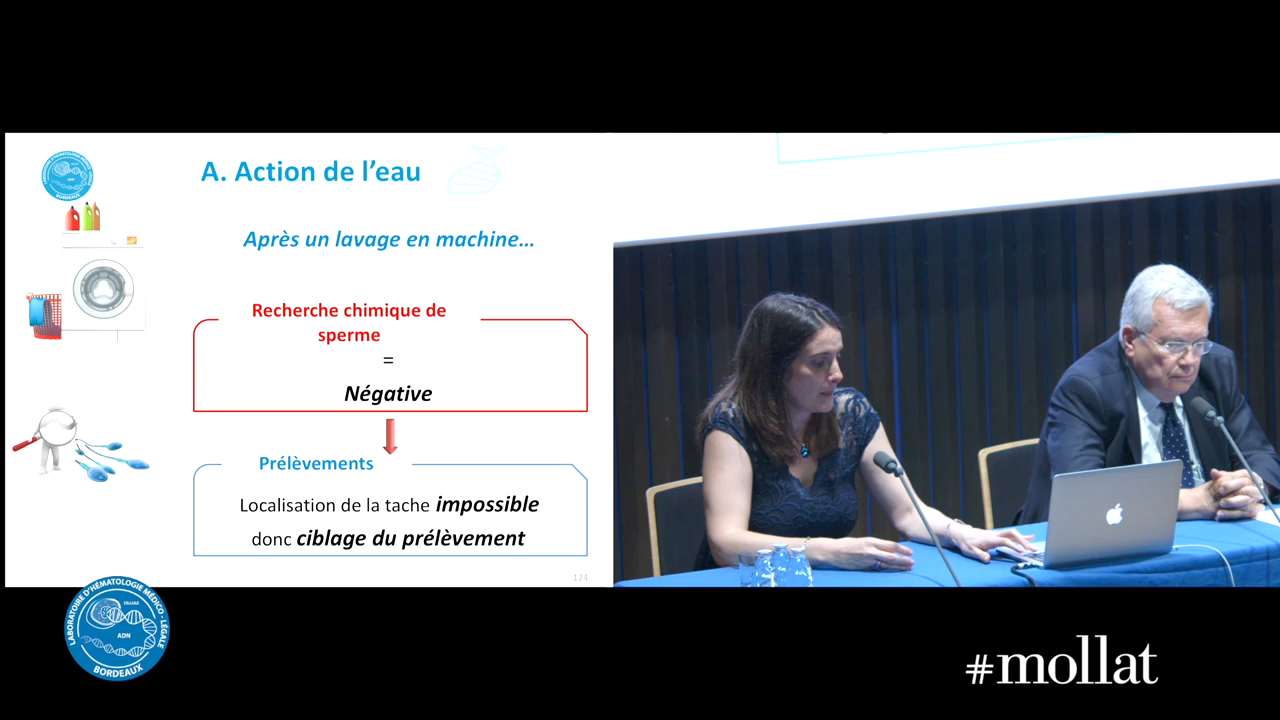 A. Action de l'eau
Après un lavage en machine...
Recherche chimique de
sperme
=
Négative
Prélèvements
Localisation de la tache impossible
donc ciblage du prélèvement
124
LABORATOIRE D'HÉMATOLOGIE MÉDICO - LÉGALE
ADN
BORDEAUX
#mollat